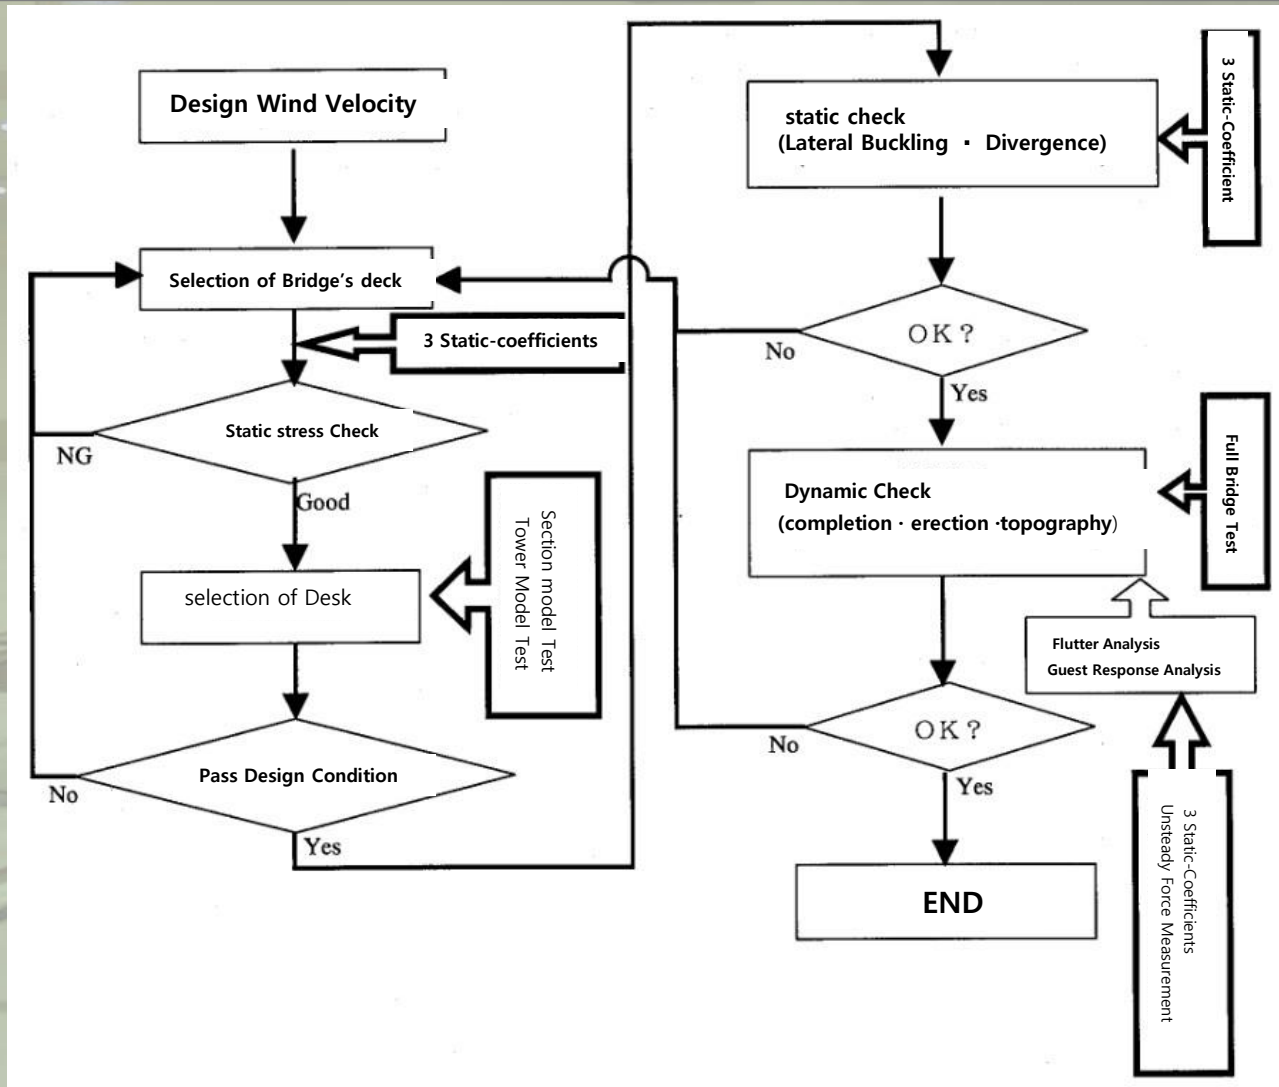 Design Wind Velocity
Selection of Bridge's deck
3 Static-coefficients
Static stress Check
NG
Good
selection of Desk
Section model Test
Tower Model Test
Pass Design Condition
No
Yes
static check
(Lateral Buckling · Divergence)
3 Static-Coefficient
OK?
No
Yes
Dynamic Check
(completion · erection ·topography)
Full Bridge Test
Flutter Analysis
Guest Response Analysis
3 Static-Coefficients
Unsteady Force Measurement
OK?
No
Yes
END